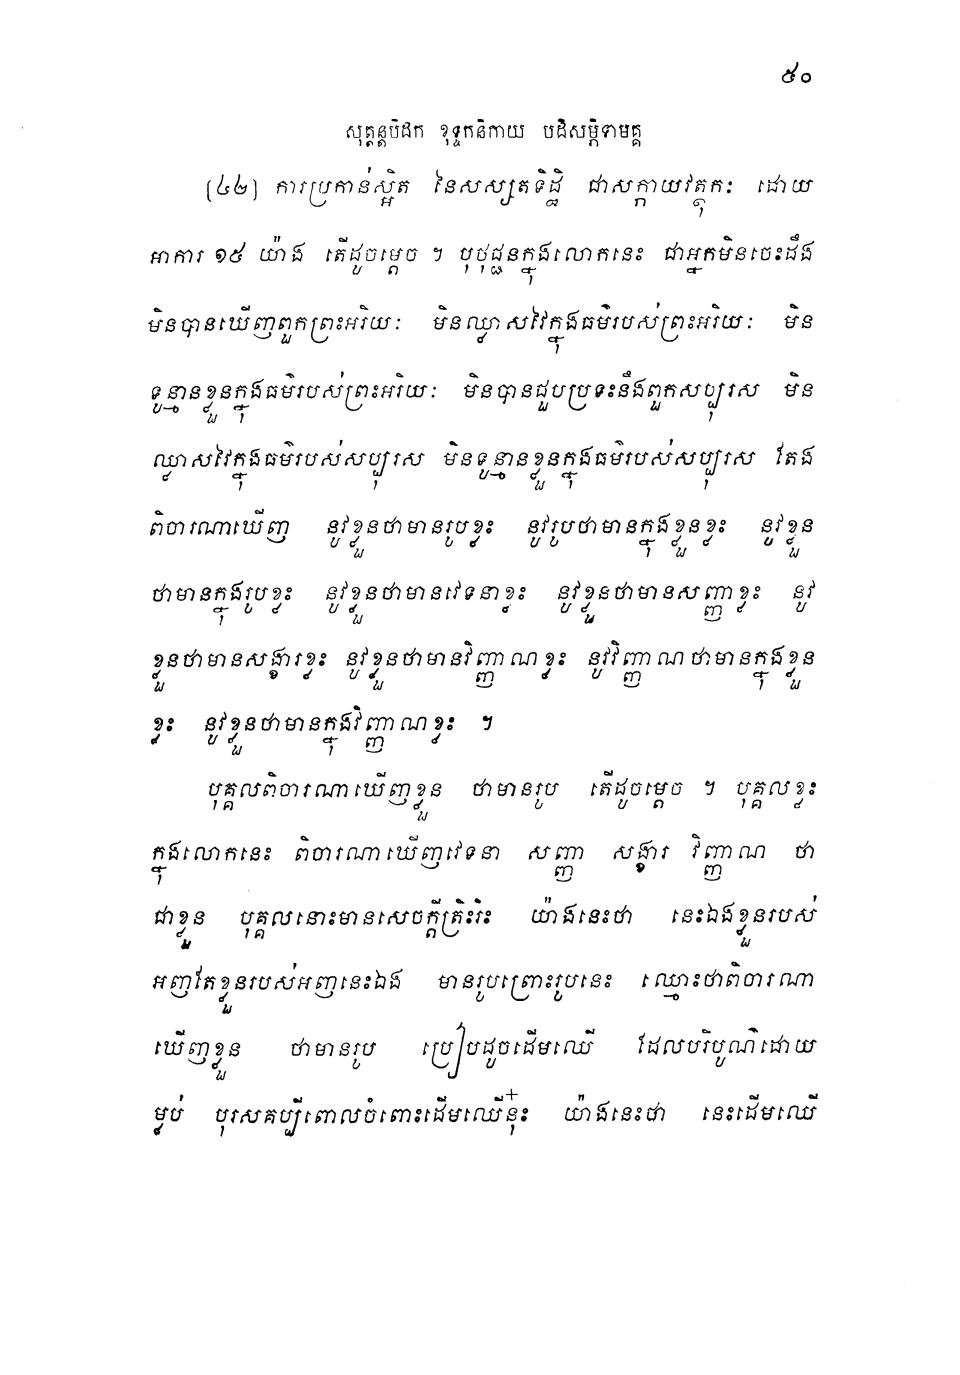 ៥០
សុត្តន្តបិដក ខុទ្ទកនិកាយ បដិសម្ភិទាមគ្គ
(៤២) ការប្រកាន់ស្អិត នៃសស្សតទិដ្ឋិ ជាសក្កាយវត្ថុកៈ ដោយ
អាការ ១៥ យ៉ាង តើដូចម្តេច ។ បុថុជ្ជនក្នុងលោកនេះ ជាអ្នកមិនចេះដឹង
មិនបានឃើញពួកព្រះអរិយៈ មិនឈ្លាសវៃក្នុងធម៌របស់ព្រះអរិយៈ មិន
ទូន្មានខ្លួនក្នុងធម៌របស់ព្រះអរិយៈ មិនបានជួបប្រទះនឹងពួកសប្បុរស មិន
ឈ្លាសវៃក្នុងធម៌របស់សប្បុរស មិនទូន្មានខ្លួនក្នុងធម៌របស់សប្បុរស តែង
ពិចារណាឃើញ នូវខ្លួនថាមានរូបខ្លះ នូវរូបថាមានក្នុងខ្លួនខ្លះ នូវខ្លួន
ថាមានក្នុងរូបខ្លះ នូវខ្លួនថាមានវេទនាខ្លះ នូវខ្លួនថាមានសញ្ញាខ្លះ នូវ
ខ្លួនថាមានសង្ខារខ្លះ នូវខ្លួនថាមានវិញ្ញាណខ្លះ នូវវិញ្ញាណថាមានក្នុងខ្លួន
ខ្លះ នូវខ្លួនថាមានក្នុងវិញ្ញាណខ្លះ ។
បុគ្គលពិចារណាឃើញខ្លួន ថាមានរូប តើដូចម្តេច ។ បុគ្គលខ្លះ
ក្នុងលោកនេះ ពិចារណាឃើញវេទនា សញ្ញា សង្ខារ វិញ្ញាណ ថា
ជាខ្លួន បុគ្គលនោះមានសេចក្តីត្រិះរិះ យ៉ាងនេះថា នេះឯងខ្លួនរបស់
អញតែខ្លួនរបស់អញនេះឯង មានរូបព្រោះរូបនេះ ឈ្មោះថាពិចារណា
ឃើញខ្លួន ថាមានរូប ប្រៀបដូចដើមឈើ ដែលបរិបូណ៌ដោយ
ម្លប់ បុរសគប្បីពោលចំពោះដើមឈើនុ៎ះ យ៉ាងនេះថា នេះដើមឈើ